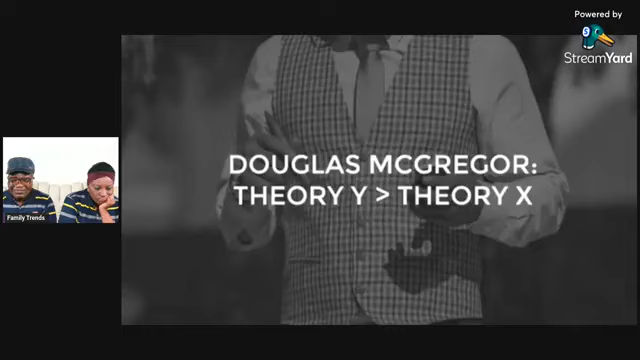 Powered by
StreamYard
DOUGLAS MCGREGOR:
THEORY Y > THEORY X
Family Trends